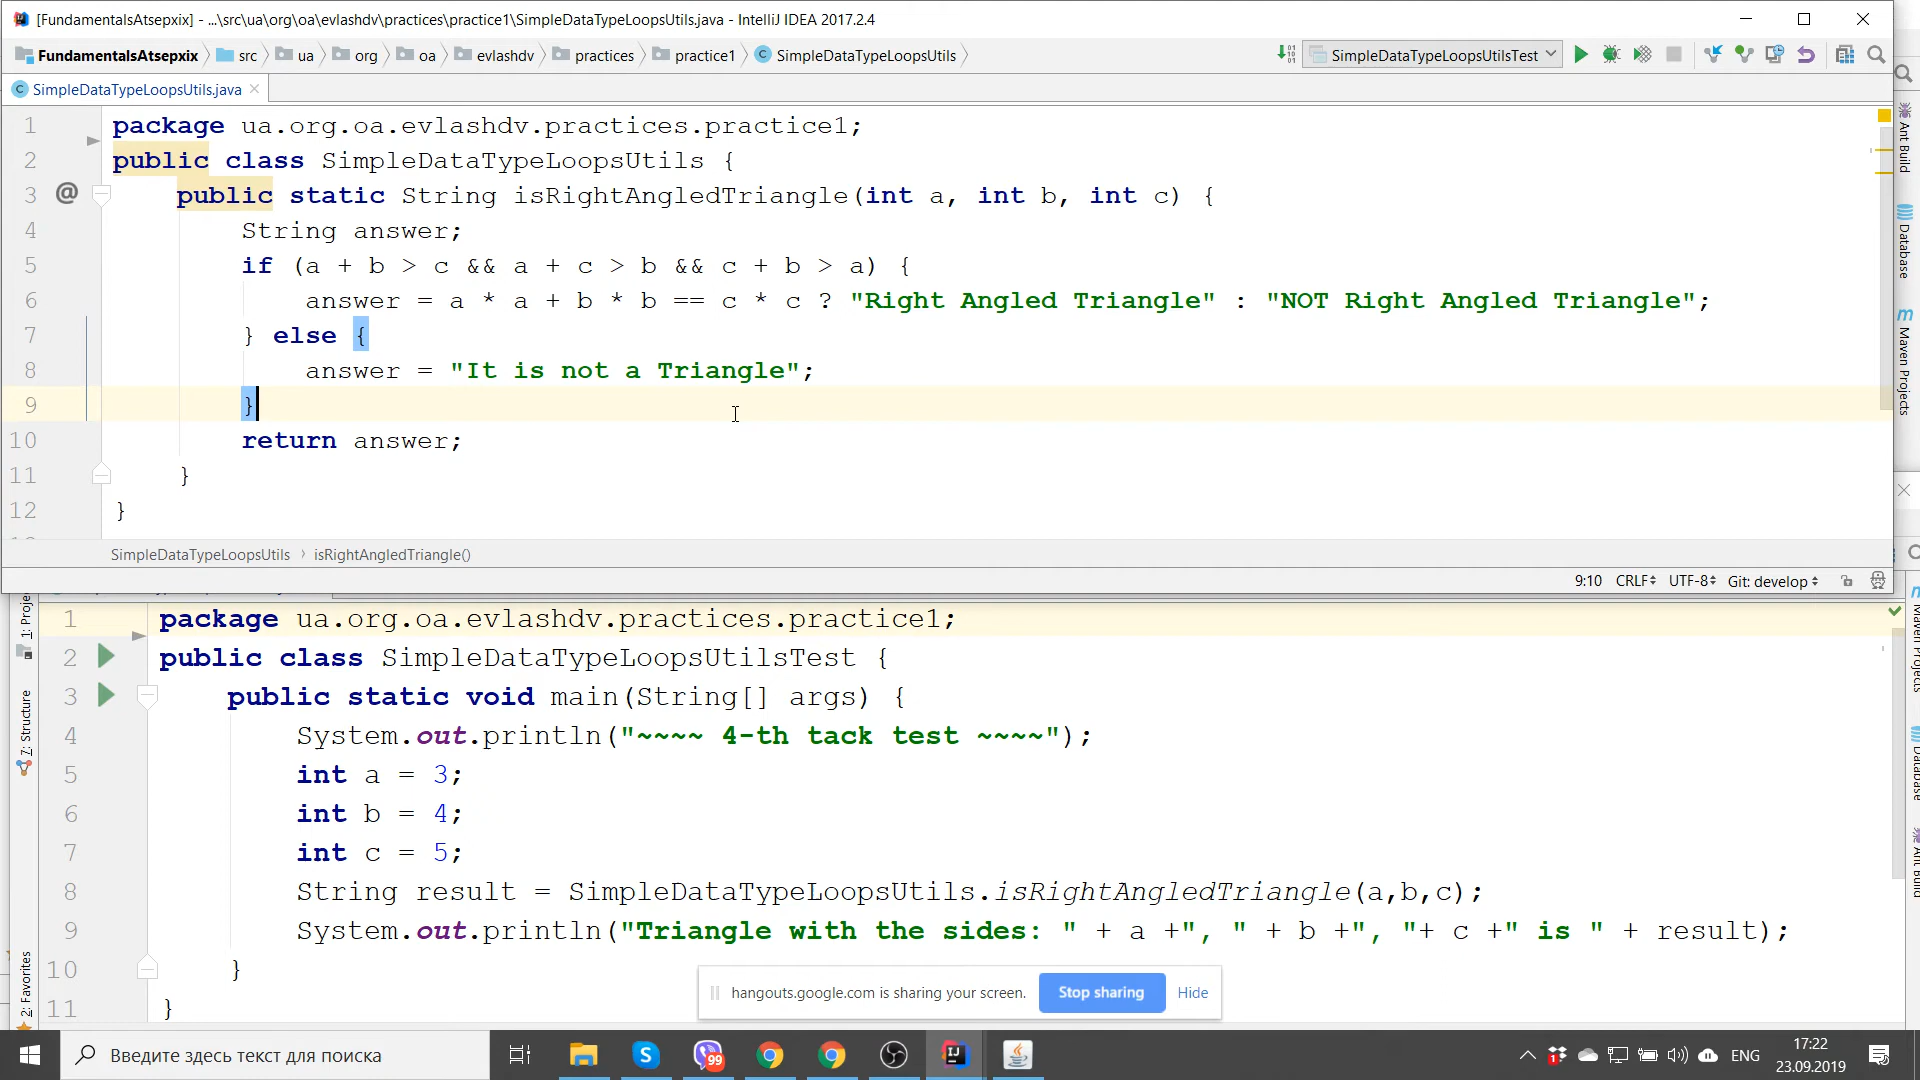 [FundamentalsAtsepxix] - ...\src\ua\org\oa\evlashdv\practices\practice1\SimpleDataTypeLoopsUtils.java - IntelliJ IDEA 2017.2.4
FundamentalsAtsepxix src ua org oa evlashdv practices practice1 SimpleDataTypeLoopsUtils SimpleDataTypeLoopsUtilsTest
SimpleDataTypeLoopsUtils.java
1 package ua.org.oa.evlashdv.practices.practice1;
2 public class SimpleDataTypeLoopsUtils {
3 @ public static String isRightAngledTriangle(int a, int b, int c) {
4 String answer;
5 if (a + b > c && a + c > b && c + b > a) {
6 answer = a * a + b * b == c * c ? "Right Angled Triangle" : "NOT Right Angled Triangle";
7 } else {
8 answer = "It is not a Triangle";
9 }
10 return answer;
11 }
12 }
Ant Build
Database
Maven Projects
SimpleDataTypeLoopsUtils › isRightAngledTriangle()
9:10 CRLF UTF-8 Git: develop
1 package ua.org.oa.evlashdv.practices.practice1;
2 public class SimpleDataTypeLoopsUtilsTest {
3 public static void main(String[] args) {
4 System.out.println("~~~~ 4-th tack test ~~~~");
5 int a = 3;
6 int b = 4;
7 int c = 5;
8 String result = SimpleDataTypeLoopsUtils.isRightAngledTriangle(a,b,c);
9 System.out.println("Triangle with the sides: " + a +", " + b +", "+ c +" is " + result);
10 }
11 }
1: Proje
7: Structure
2: Favorites
Maven Projects
Database
Ant Build
hangouts.google.com is sharing your screen. Stop sharing Hide
Введите здесь текст для поиска
99
ENG
17:22
23.09.2019